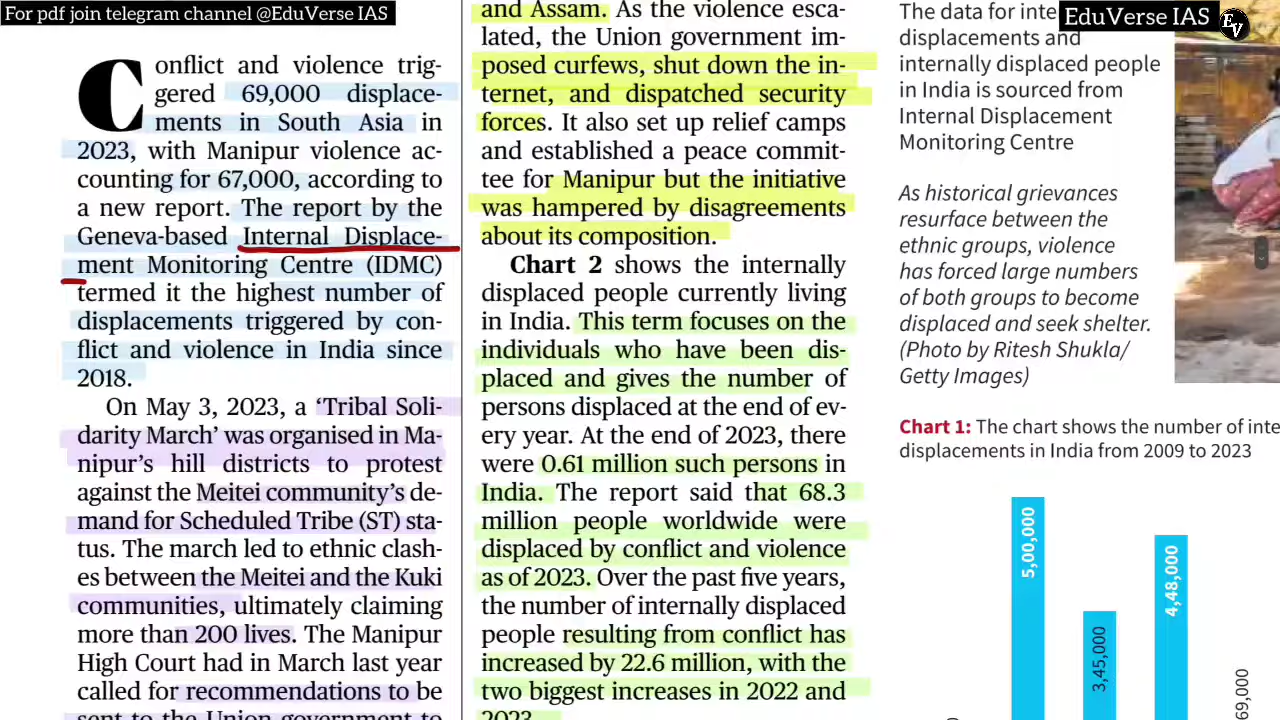 For pdf join telegram channel @EduVerse IAS
Conflict and violence trig-
gered 69,000 displace-
ments in South Asia in
2023, with Manipur violence ac-
counting for 67,000, according to
a new report. The report by the
Geneva-based Internal Displace-
ment Monitoring Centre (IDMC)
termed it the highest number of
displacements triggered by con-
flict and violence in India since
2018.
On May 3, 2023, a ‘Tribal Soli-
darity March’ was organised in Ma-
nipur’s hill districts to protest
against the Meitei community’s de-
mand for Scheduled Tribe (ST) sta-
tus. The march led to ethnic clash-
es between the Meitei and the Kuki
communities, ultimately claiming
more than 200 lives. The Manipur
High Court had in March last year
called for recommendations to be
sent to the Union government to
and Assam. As the violence esca-
lated, the Union government im-
posed curfews, shut down the in-
ternet, and dispatched security
forces. It also set up relief camps
and established a peace commit-
tee for Manipur but the initiative
was hampered by disagreements
about its composition.
Chart 2 shows the internally
displaced people currently living
in India. This term focuses on the
individuals who have been dis-
placed and gives the number of
persons displaced at the end of ev-
ery year. At the end of 2023, there
were 0.61 million such persons in
India. The report said that 68.3
million people worldwide were
displaced by conflict and violence
as of 2023. Over the past five years,
the number of internally displaced
people resulting from conflict has
increased by 22.6 million, with the
two biggest increases in 2022 and
2023.
EduVerse IAS
EV
The data for inte
displacements and
internally displaced people
in India is sourced from
Internal Displacement
Monitoring Centre
As historical grievances
resurface between the
ethnic groups, violence
has forced large numbers
of both groups to become
displaced and seek shelter.
(Photo by Ritesh Shukla/
Getty Images)
Chart 1: The chart shows the number of inte
displacements in India from 2009 to 2023
5,00,000
3,45,000
4,48,000
69,000